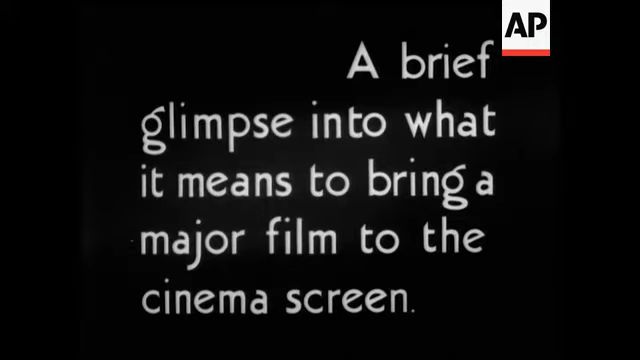 AP
A brief
glimpse into what
it means to bring a
major film to the
cinema screen.